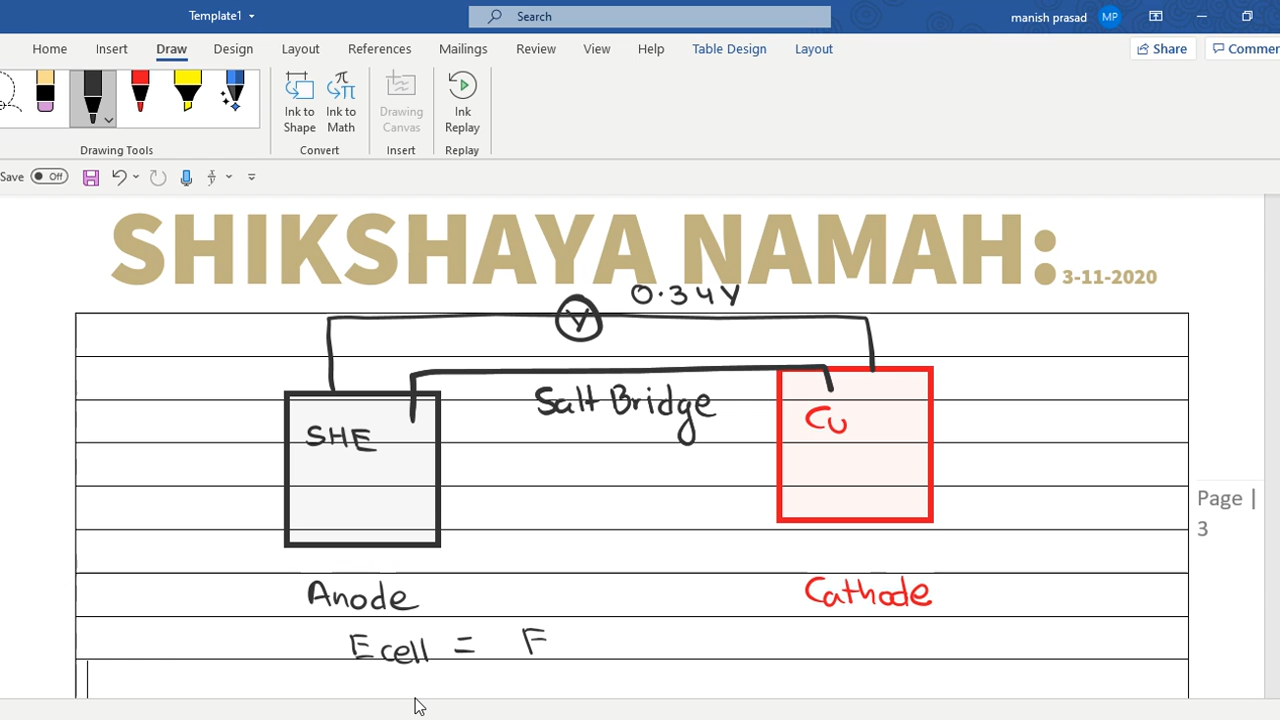 Template1
Search
manish prasad MP
Home Insert Draw Design Layout References Mailings Review View Help Table Design Layout
Share Commer
Ink to Shape
Ink to Math
Drawing Canvas
Ink Replay
Drawing Tools Convert Insert Replay
Save Off
SHIKSHAYA NAMAH: 3-11-2020
0.34V
V
Salt Bridge
SHE
Cu
Page |
3
Anode
Cathode
Ecell = F